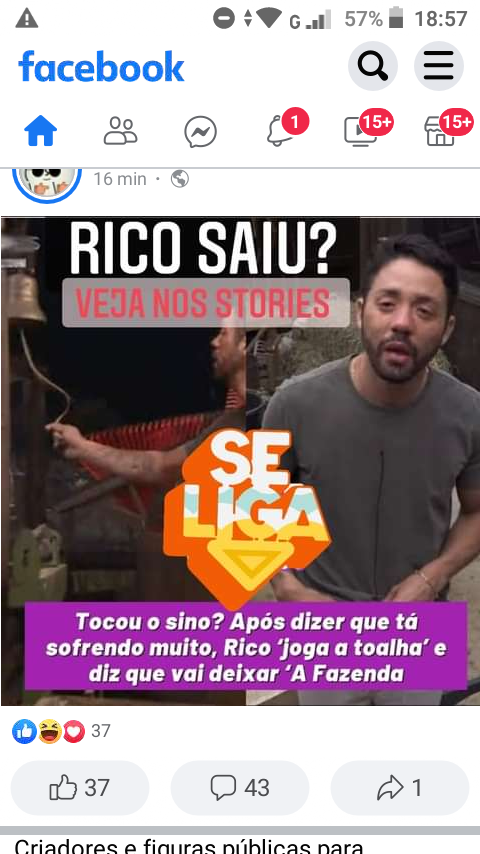 G 57% 18:57
facebook
1
15+
15+
16 min ·
RICO SAIU?
VEJA NOS STORIES
SE
LIGA
Tocou o sino? Após dizer que tá
sofrendo muito, Rico ‘joga a toalha’ e
diz que vai deixar ‘A Fazenda
37
37
43
1
Criadores e figuras públicas para